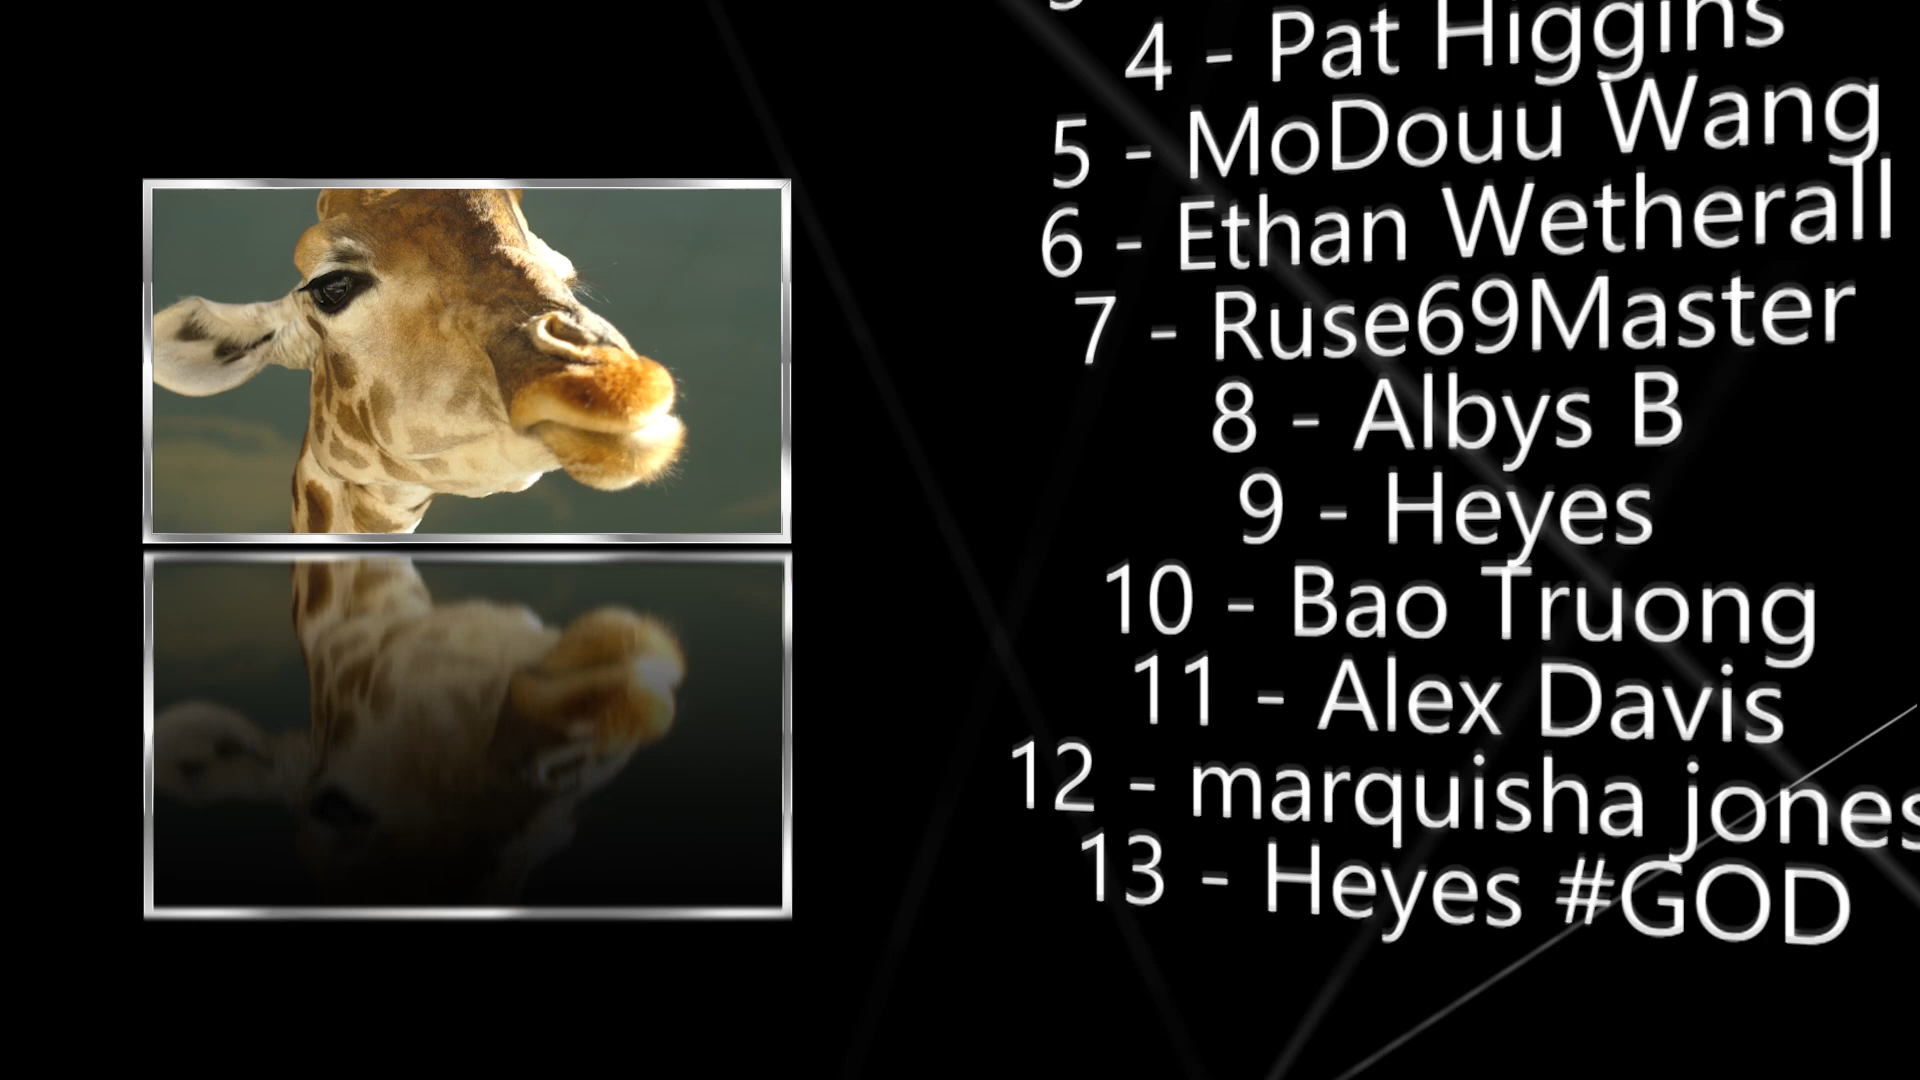 4 - Pat Higgins
5 - MoDouu Wang
6 - Ethan Wetherall
7 - Ruse69Master
8 - Albys B
9 - Heyes
10 - Bao Truong
11 - Alex Davis
12 - marquisha jones
13 - Heyes #GOD